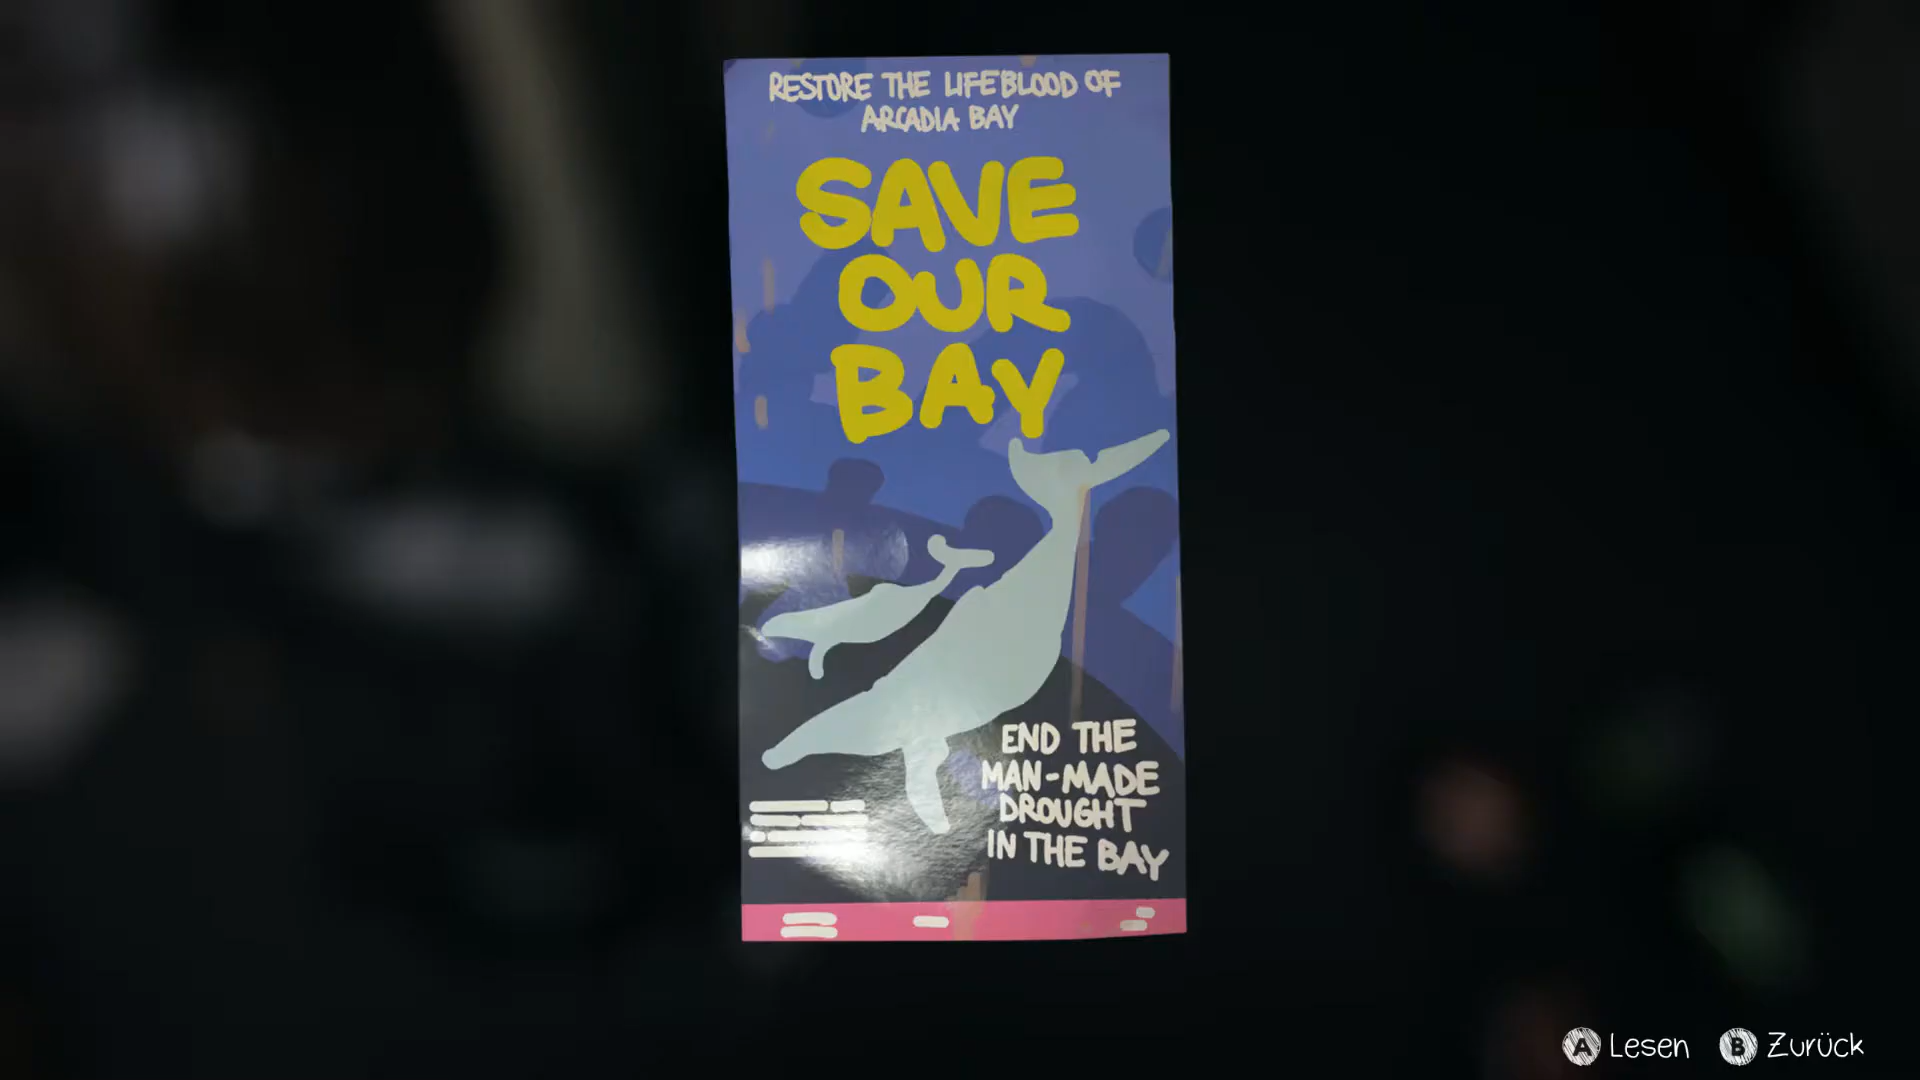 RESTORE THE LIFEBLOOD OF
ARCADIA BAY
SAVE
OUR
BAY
END THE
MAN-MADE
DROUGHT
IN THE BAY
A Lesen B Zurück